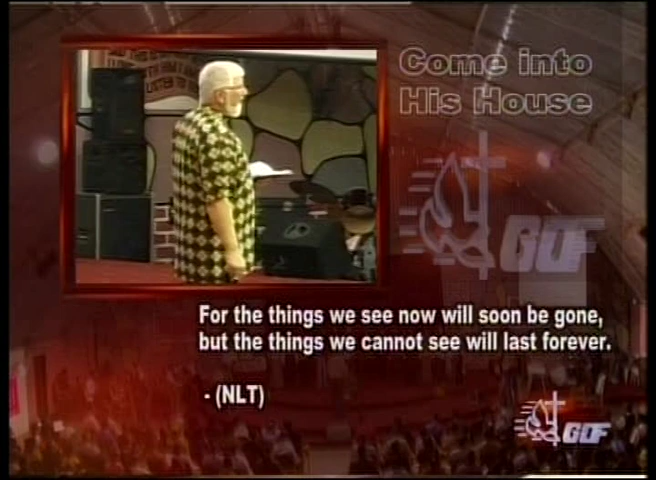 Come into
His House
GOF
For the things we see now will soon be gone,
but the things we cannot see will last forever.
- (NLT)
GOF